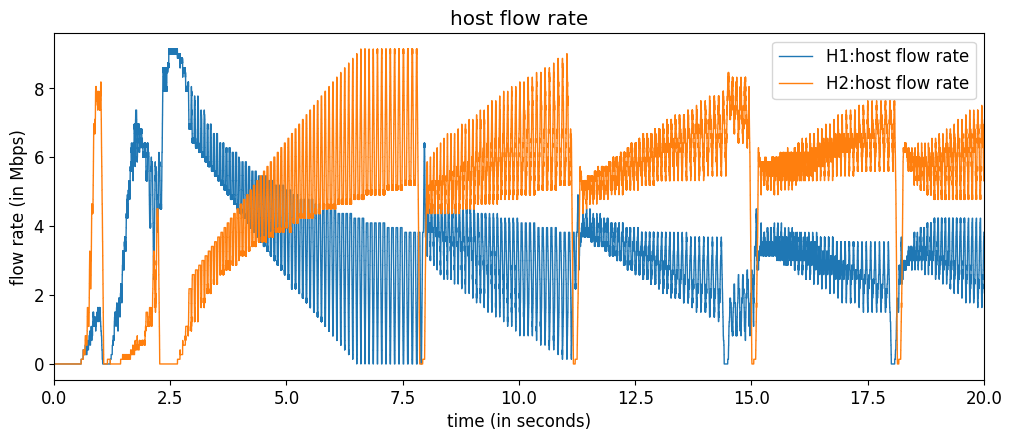 host flow rate
H1:host flow rate
H2:host flow rate
flow rate (in Mbps)
8
6
4
2
0
0.0 2.5 5.0 7.5 10.0 12.5 15.0 17.5 20.0
time (in seconds)